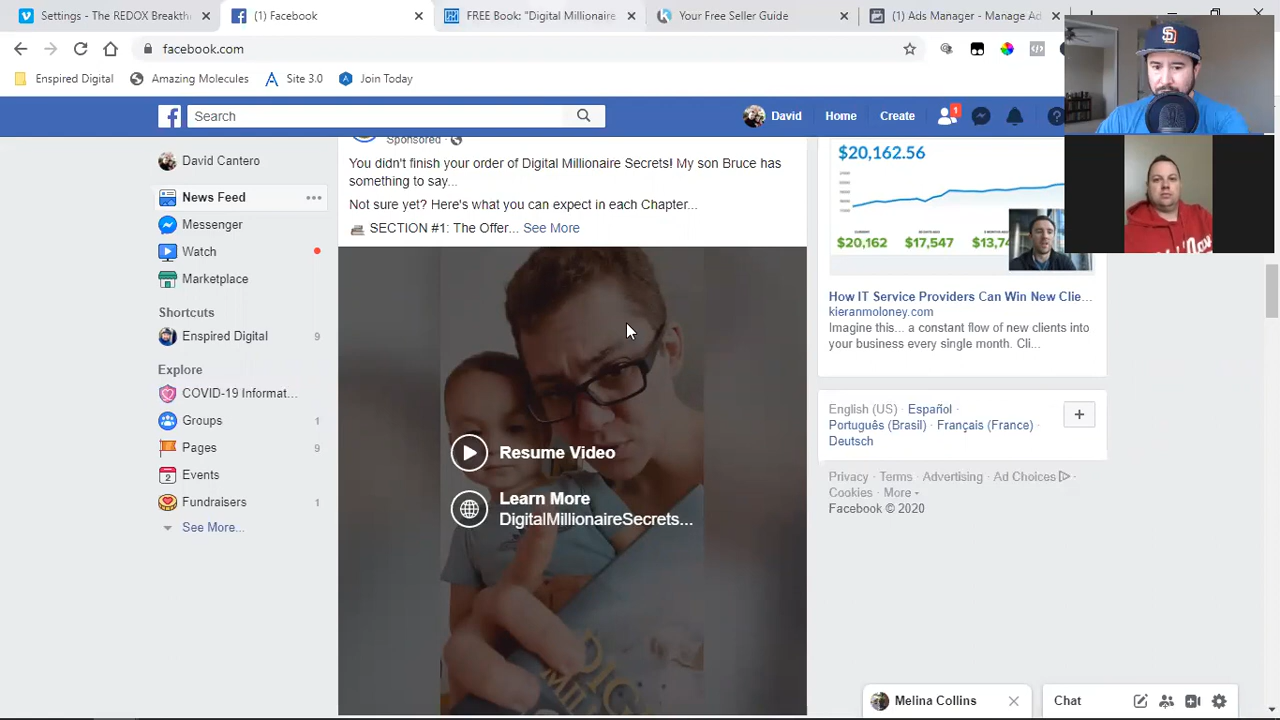 Settings - The REDOX Breakt
(1) Facebook
FREE Book: "Digital Millionaire
Your Free Seller Guide
(1) Ads Manager - Manage Ad
facebook.com
Enspired Digital
Amazing Molecules
Site 3.0
Join Today
Search
David
Home
Create
1
David Cantero
News Feed
Messenger
Watch
Marketplace
Shortcuts
Enspired Digital 9
Explore
COVID-19 Informat...
Groups 1
Pages 9
2 Events
Fundraisers 1
See More...
Sponsored ·
You didn't finish your order of Digital Millionaire Secrets! My son Bruce has
something to say...
Not sure yet? Here's what you can expect in each Chapter...
SECTION #1: The Offer... See More
Resume Video
Learn More
DigitalMillionaireSecrets...
$20,162.56
$20,162
$17,547
$13,74
How IT Service Providers Can Win New Clie...
kieranmoloney.com
Imagine this... a constant flow of new clients into
your business every single month. Cli...
English (US) · Español ·
Português (Brasil) · Français (France) ·
Deutsch
Privacy · Terms · Advertising · Ad Choices ·
Cookies · More
Facebook © 2020
Melina Collins
Chat
SD